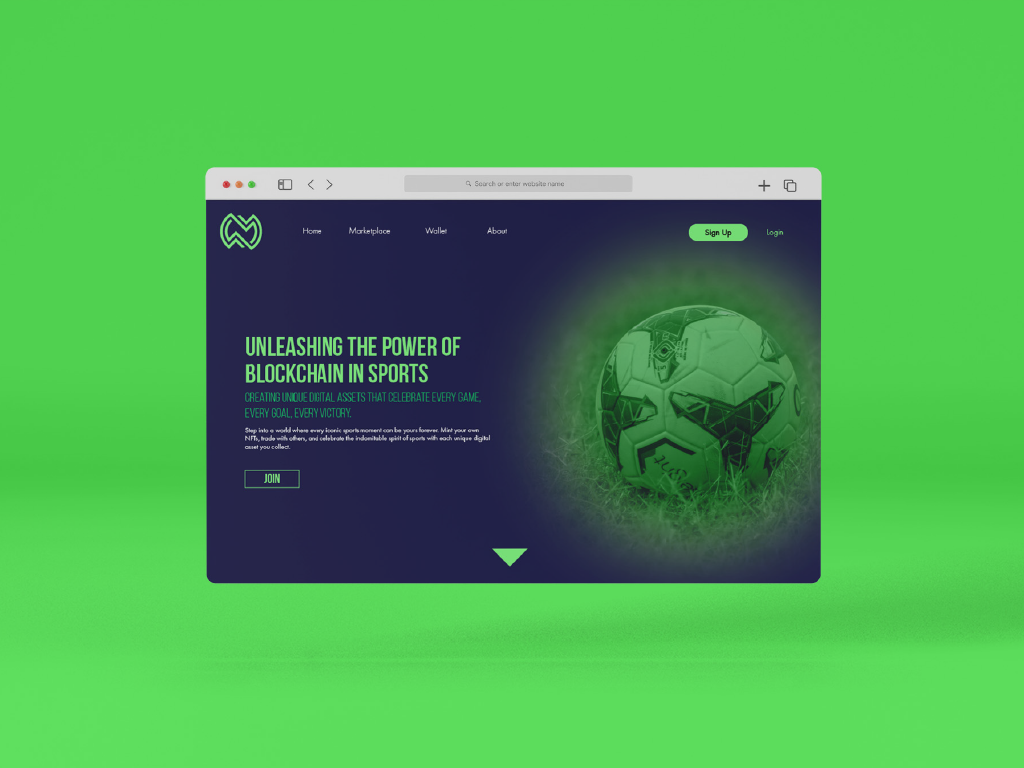 Search or enter website name
Home Marketplace Wallet About
Sign Up Login
UNLEASHING THE POWER OF
BLOCKCHAIN IN SPORTS
CREATING UNIQUE DIGITAL ASSETS THAT CELEBRATE EVERY GAME,
EVERY GOAL, EVERY VICTORY.
Step into a world where every iconic sports moment can be yours forever. Mint your own
NFTs, trade with others, and celebrate the indomitable spirit of sports with each unique digital
asset you collect.
JOIN